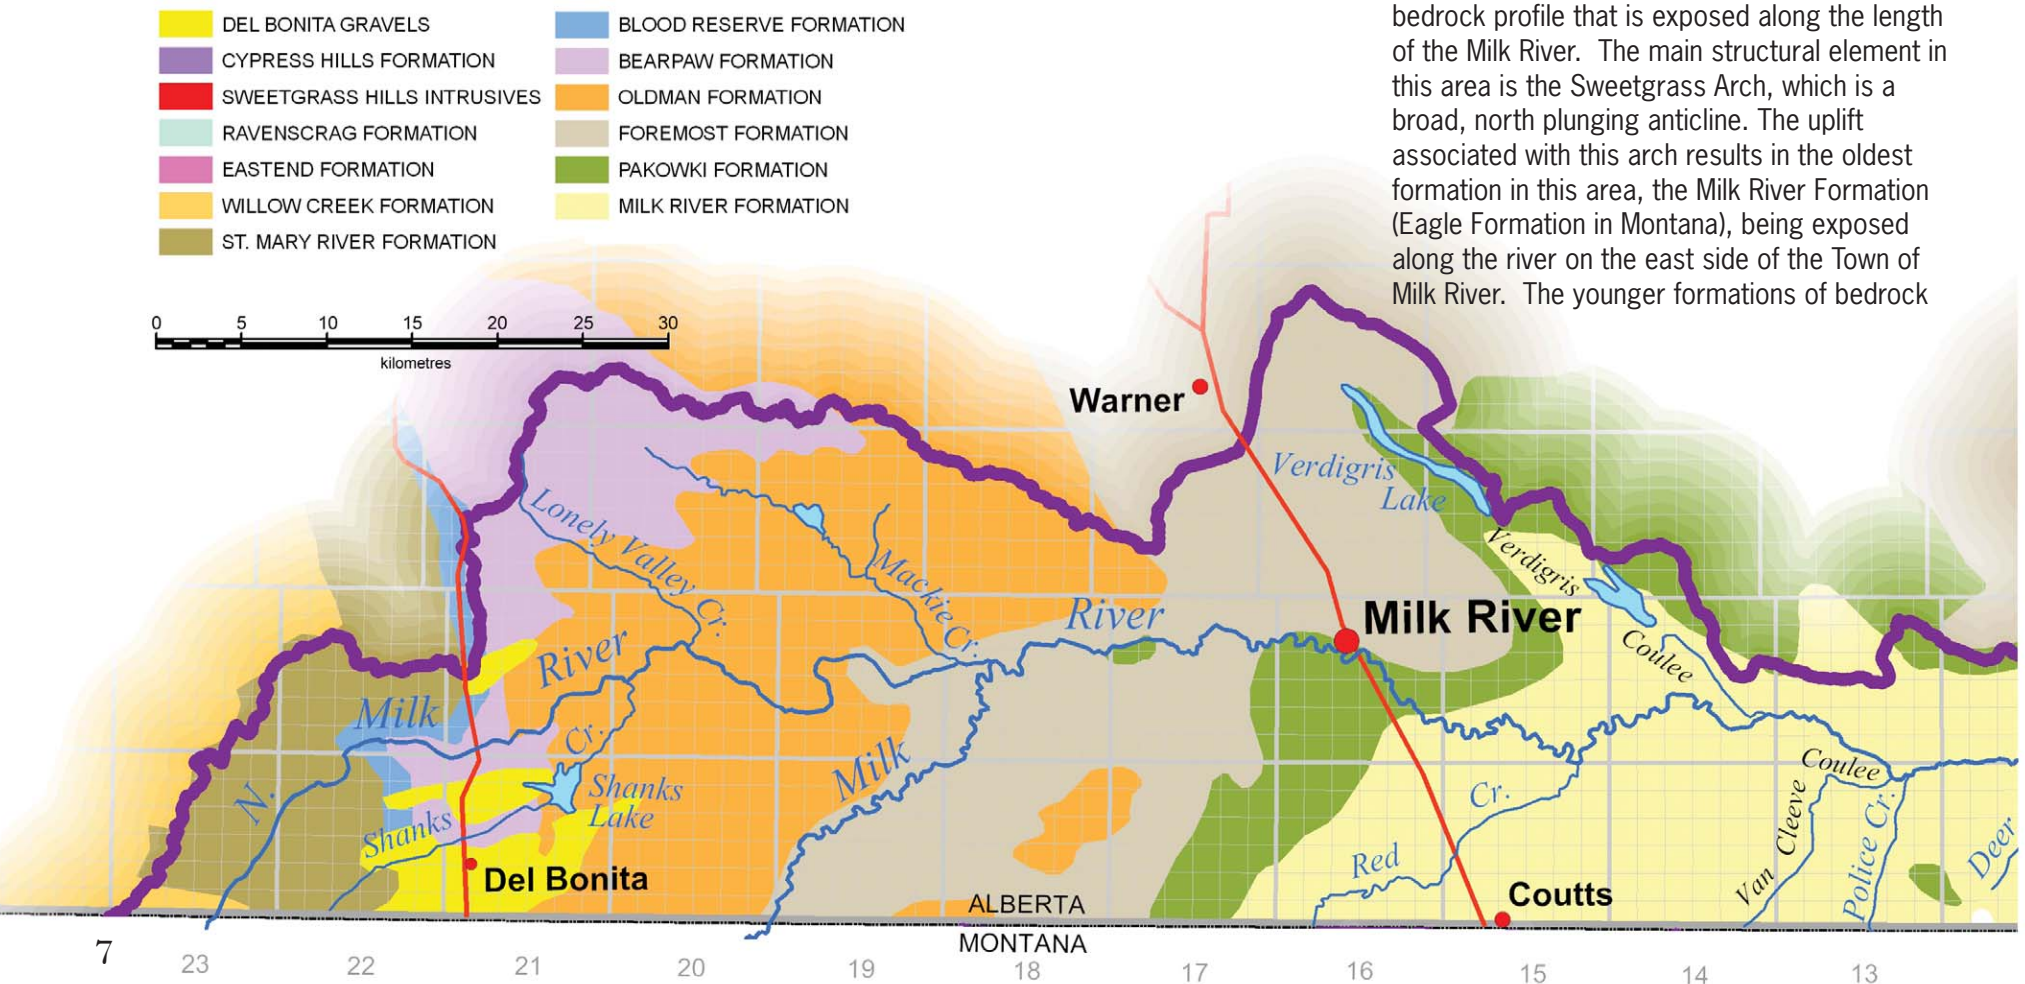 DEL BONITA GRAVELS
CYPRESS HILLS FORMATION
SWEETGRASS HILLS INTRUSIVES
RAVENSCRAG FORMATION
EASTEND FORMATION
WILLOW CREEK FORMATION
ST. MARY RIVER FORMATION
BLOOD RESERVE FORMATION
BEARPAW FORMATION
OLDMAN FORMATION
FOREMOST FORMATION
PAKOWKI FORMATION
MILK RIVER FORMATION
bedrock profile that is exposed along the length
of the Milk River. The main structural element in
this area is the Sweetgrass Arch, which is a
broad, north plunging anticline. The uplift
associated with this arch results in the oldest
formation in this area, the Milk River Formation
(Eagle Formation in Montana), being exposed
along the river on the east side of the Town of
Milk River. The younger formations of bedrock
0 5 10 15 20 25 30
kilometres
Warner
Verdigris
Lake
Lonely Valley Cr.
Mackie Cr.
River
Milk River
Verdigris
Coulee
River
Milk
N.
Cr.
Shanks
Lake
Shanks
Milk
Del Bonita
Cr.
Red
Coulee
Van Cleeve
Police Cr.
Deer
Coutts
ALBERTA
MONTANA
7
23 22 21 20 19 18 17 16 15 14 13